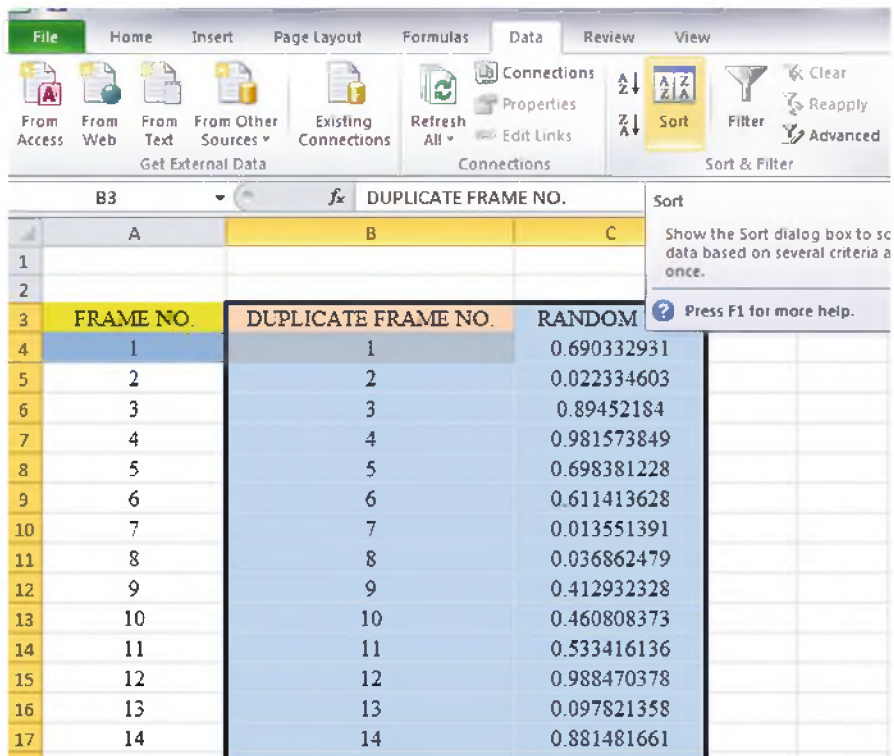 File Home Insert Page Layout Formulas Data Review View
From Access
From Web
From Text
From Other Sources
Existing Connections
Refresh All
Connections
Properties
Edit Links
Sort
Filter
Clear
Reapply
Advanced
Get External Data Connections Sort & Filter
B3 fx DUPLICATE FRAME NO.
Sort
Show the Sort dialog box to
data based on several criteria
once.
Press F1 for more help.
A B C
1
2
3 FRAME NO. DUPLICATE FRAME NO. RANDOM
4 1 1 0.690332931
5 2 2 0.022334603
6 3 3 0.89452184
7 4 4 0.981573849
8 5 5 0.698381228
9 6 6 0.611413628
10 7 7 0.013551391
11 8 8 0.036862479
12 9 9 0.412932328
13 10 10 0.460808373
14 11 11 0.533416136
15 12 12 0.988470378
16 13 13 0.097821358
17 14 14 0.881481661